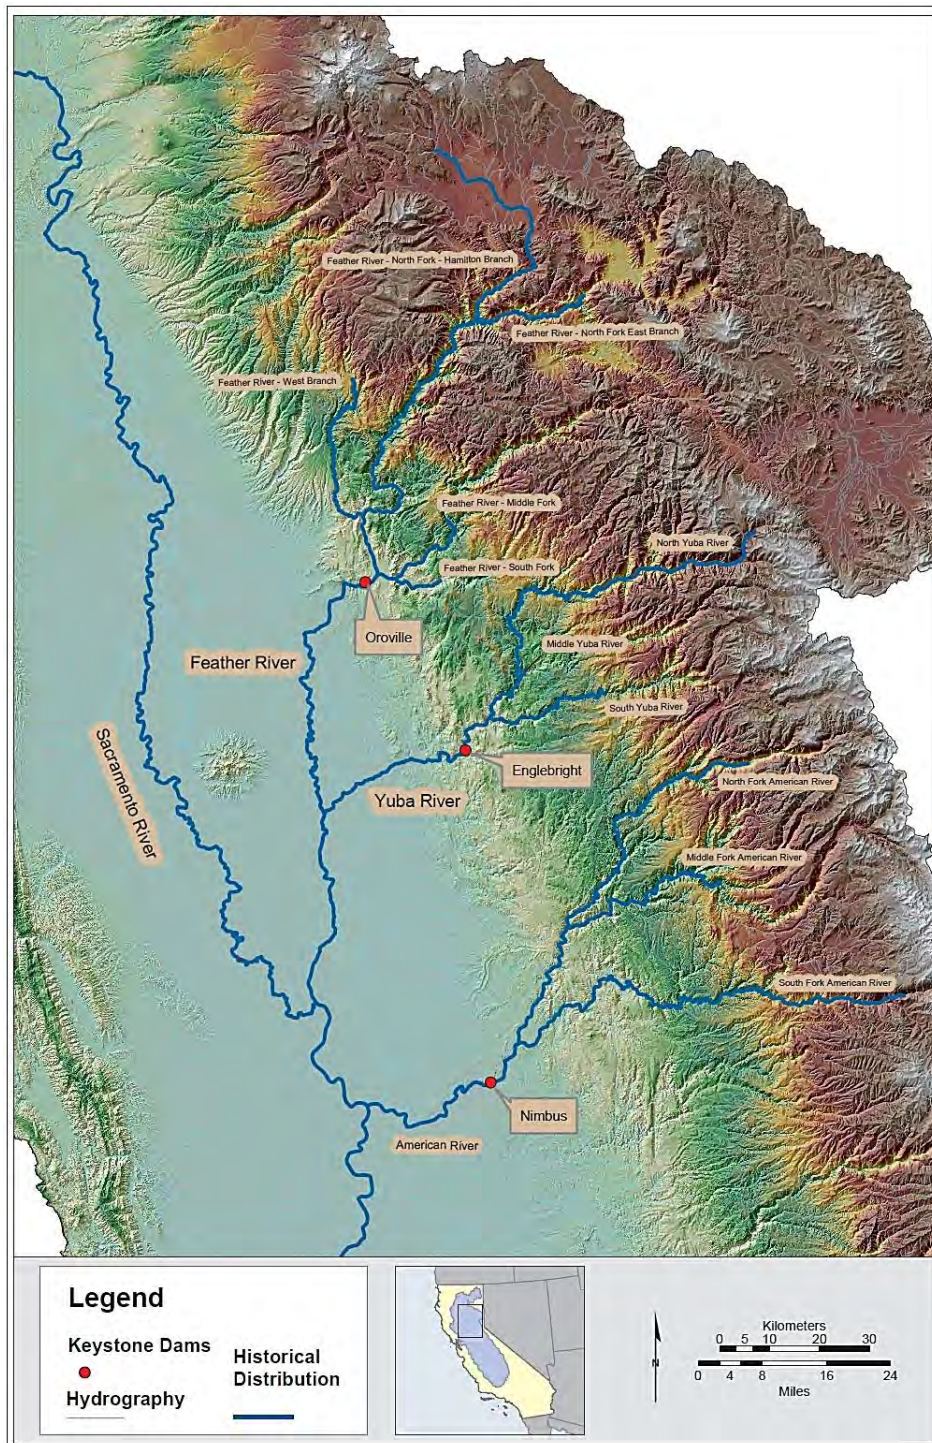 Feather River - North Fork - Hamilton Branch
Feather River - North Fork East Branch
Feather River - West Branch
Feather River - Middle Fork
North Yuba River
Feather River - South Fork
Oroville
Middle Yuba River
Feather River
South Yuba River
Sacramento River
Englebright
North Fork American River
Yuba River
Middle Fork American River
South Fork American River
Nimbus
American River
Legend
Keystone Dams
Historical
Distribution
Hydrography
N
Kilometers
0 5 10 20 30
0 4 8 16 24
Miles